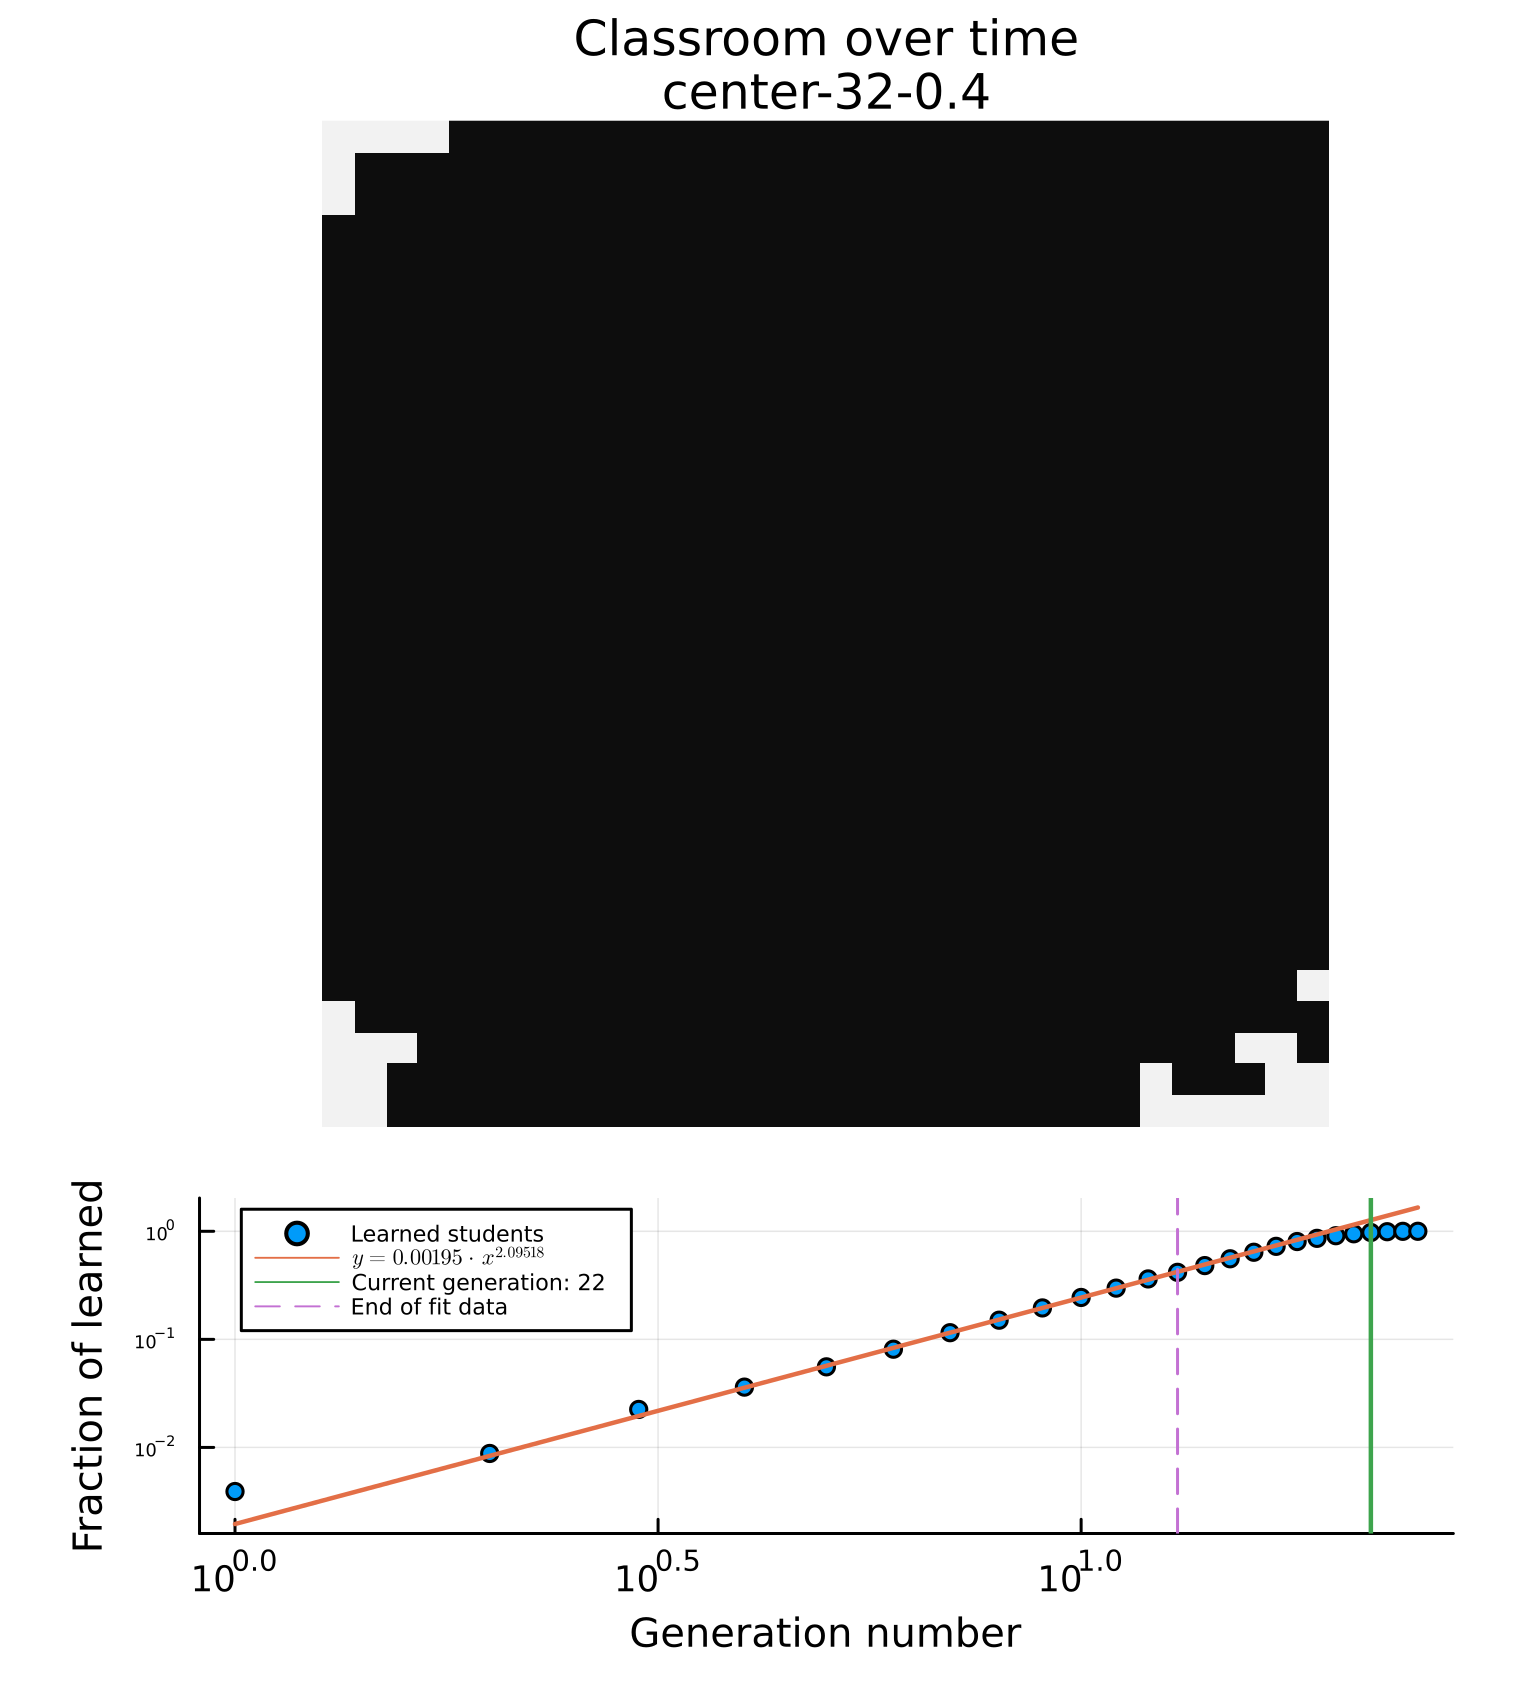 Classroom over time
center-32-0.4
Fraction of learned
10^0
10^−1
10^−2
Learned students
y = 0.00195 · x^2.09518
Current generation: 22
End of fit data
10^0.0 10^0.5 10^1.0
Generation number